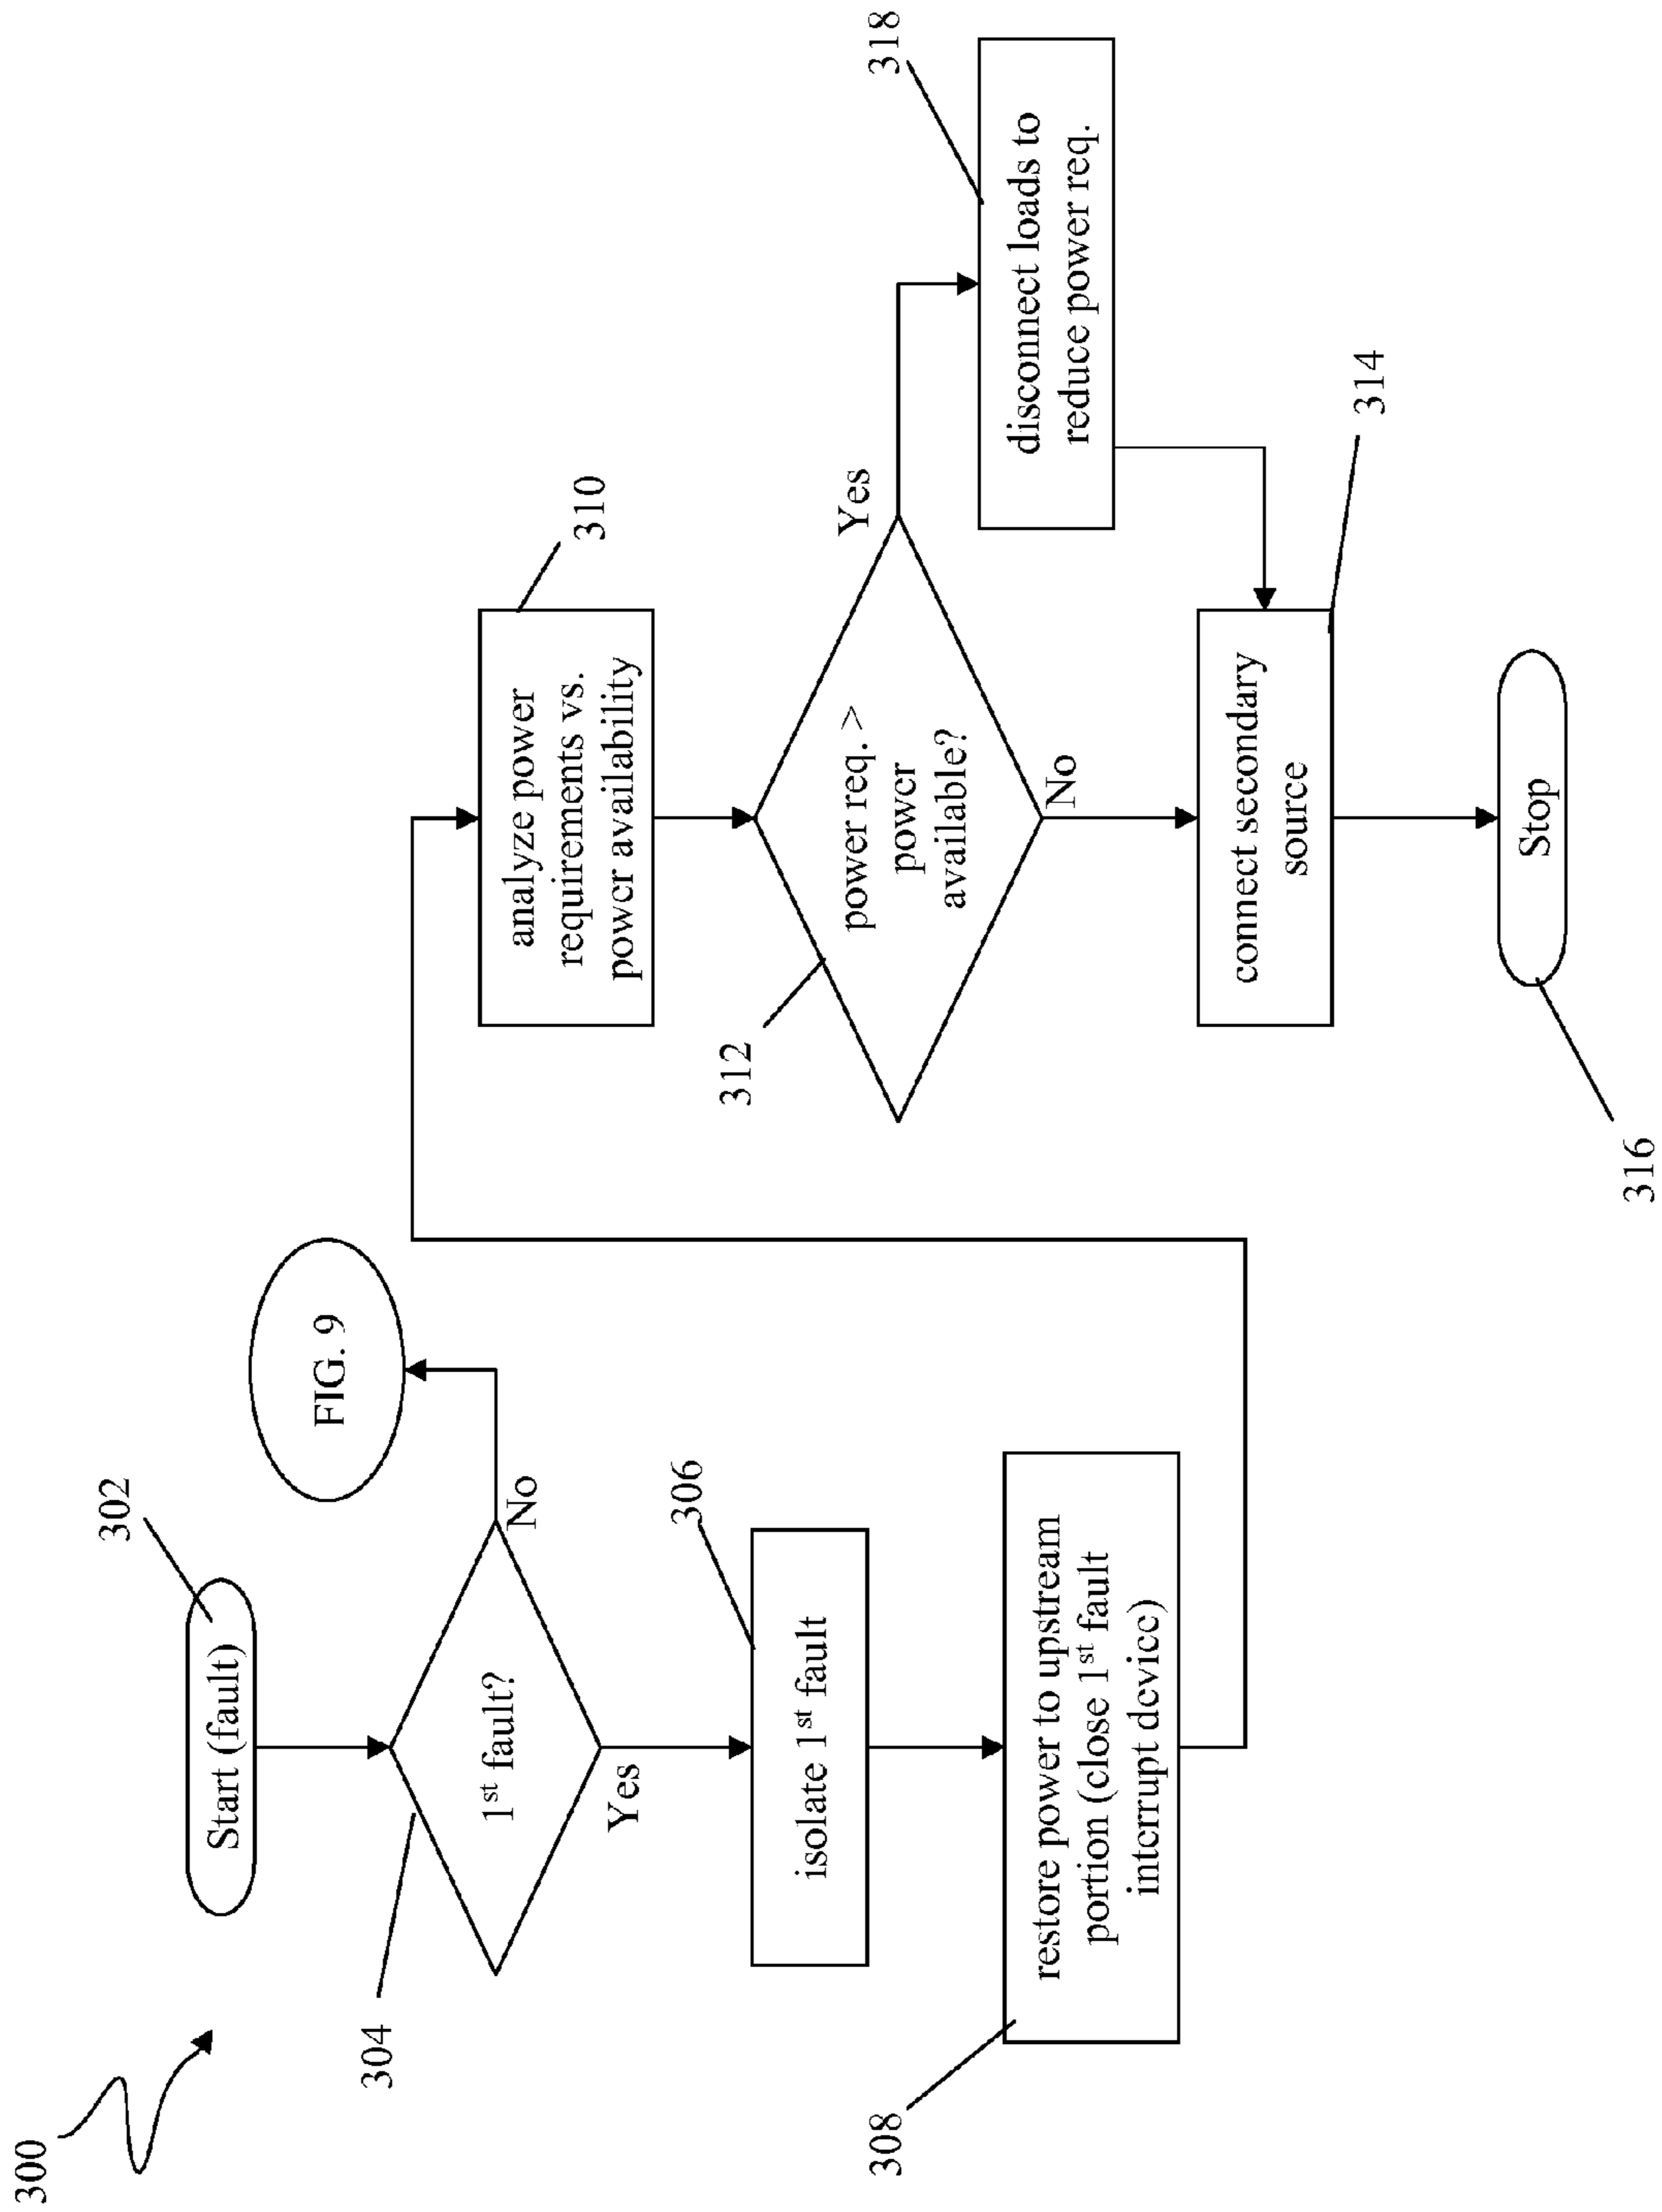 300
302
Start (fault)
304
1st fault?
No
FIG. 9
Yes
306
isolate 1st fault
308
restore power to upstream
portion (close 1st fault
interrupt device)
310
analyze power
requirements vs.
power availability
312
power req. >
power
available?
Yes
No
318
disconnect loads to
reduce power req.
314
connect secondary
source
316
Stop